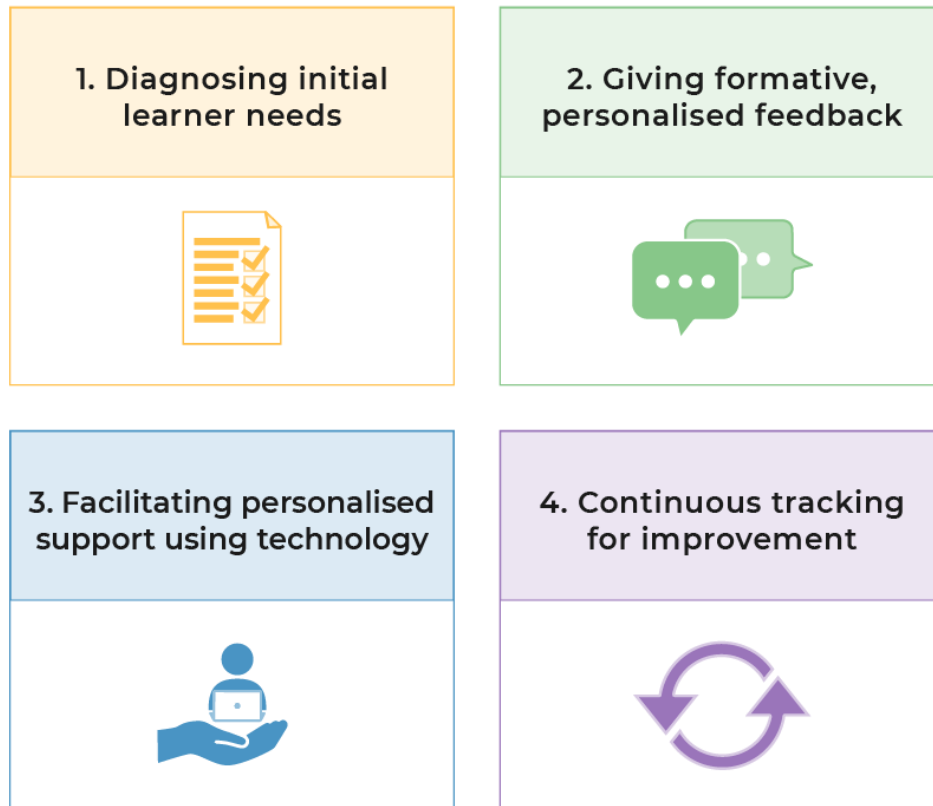 1. Diagnosing initial
learner needs
2. Giving formative,
personalised feedback
3. Facilitating personalised
support using technology
4. Continuous tracking
for improvement